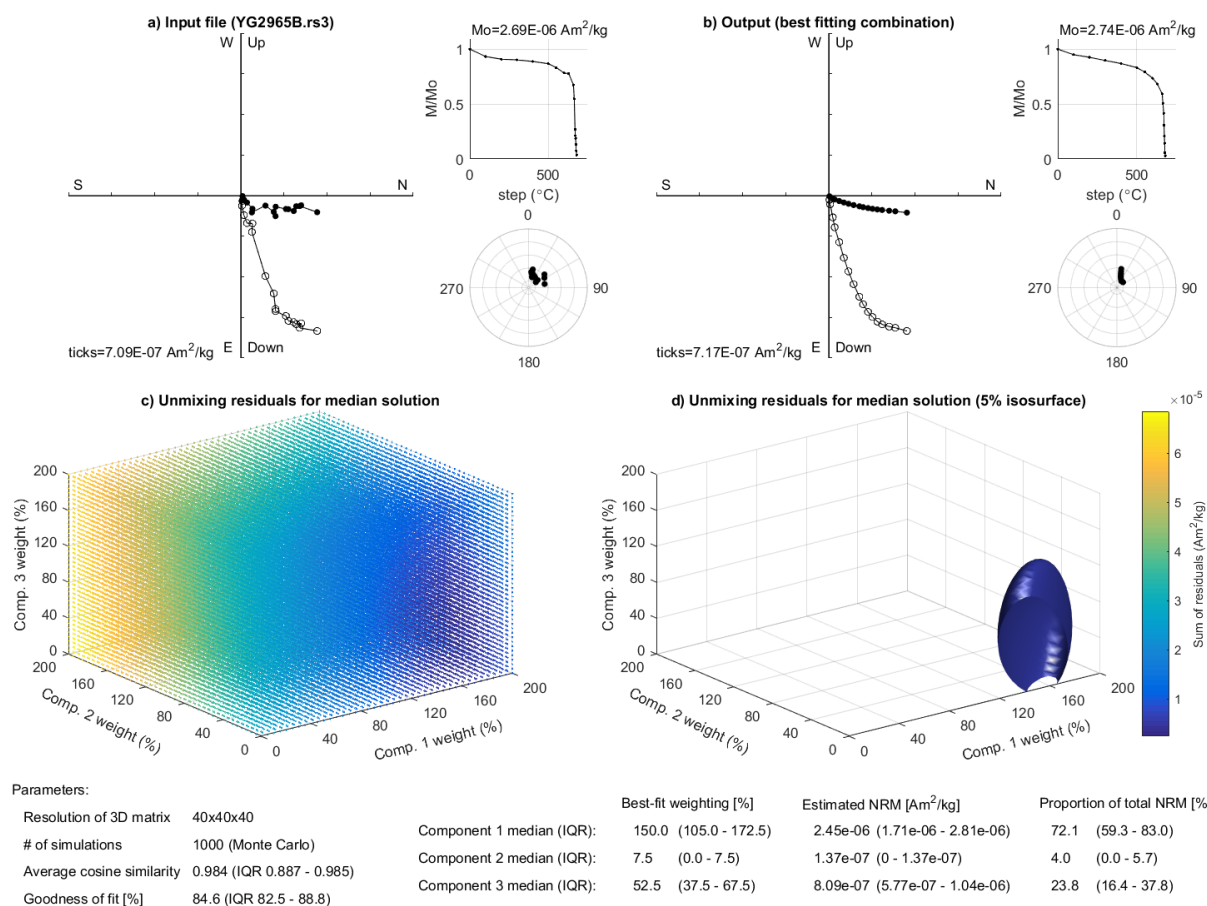 a) Input file (YG2965B.rs3)
W Up
S N
E Down
ticks=7.09E-07 Am²/kg
Mo=2.69E-06 Am²/kg
M/Mo
1
0.5
0
0 500
step (°C)
0
270 90
180
b) Output (best fitting combination)
W Up
S N
E Down
ticks=7.17E-07 Am²/kg
Mo=2.74E-06 Am²/kg
M/Mo
1
0.5
0
0 500
step (°C)
0
270 90
180
c) Unmixing residuals for median solution
Comp. 3 weight (%)
200
160
120
80
40
0
200
160
120
80
40
0
Comp. 2 weight (%)
0
40
80
120
160
200
Comp. 1 weight (%)
d) Unmixing residuals for median solution (5% isosurface)
Comp. 3 weight (%)
200
160
120
80
40
0
200
160
120
80
40
0
Comp. 2 weight (%)
0
40
80
120
160
200
Comp. 1 weight (%)
×10⁻⁵
6
5
4
3
2
1
Sum of residuals (Am²/kg)
Parameters:
Resolution of 3D matrix 40x40x40
# of simulations 1000 (Monte Carlo)
Average cosine similarity 0.984 (IQR 0.887 - 0.985)
Goodness of fit [%] 84.6 (IQR 82.5 - 88.8)
Best-fit weighting [%] Estimated NRM [Am²/kg] Proportion of total NRM [%
Component 1 median (IQR): 150.0 (105.0 - 172.5) 2.45e-06 (1.71e-06 - 2.81e-06) 72.1 (59.3 - 83.0)
Component 2 median (IQR): 7.5 (0.0 - 7.5) 1.37e-07 (0 - 1.37e-07) 4.0 (0.0 - 5.7)
Component 3 median (IQR): 52.5 (37.5 - 67.5) 8.09e-07 (5.77e-07 - 1.04e-06) 23.8 (16.4 - 37.8)